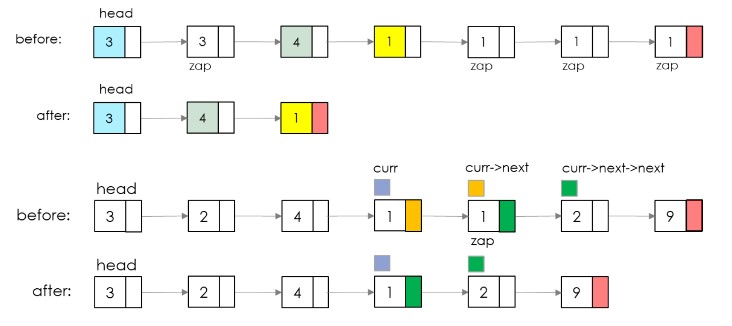 head
before: 3 3 4 1 1 1 1
zap zap zap zap
head
after: 3 4 1
curr curr->next curr->next->next
head
before: 3 2 4 1 1 2 9
zap
head
after: 3 2 4 1 2 9